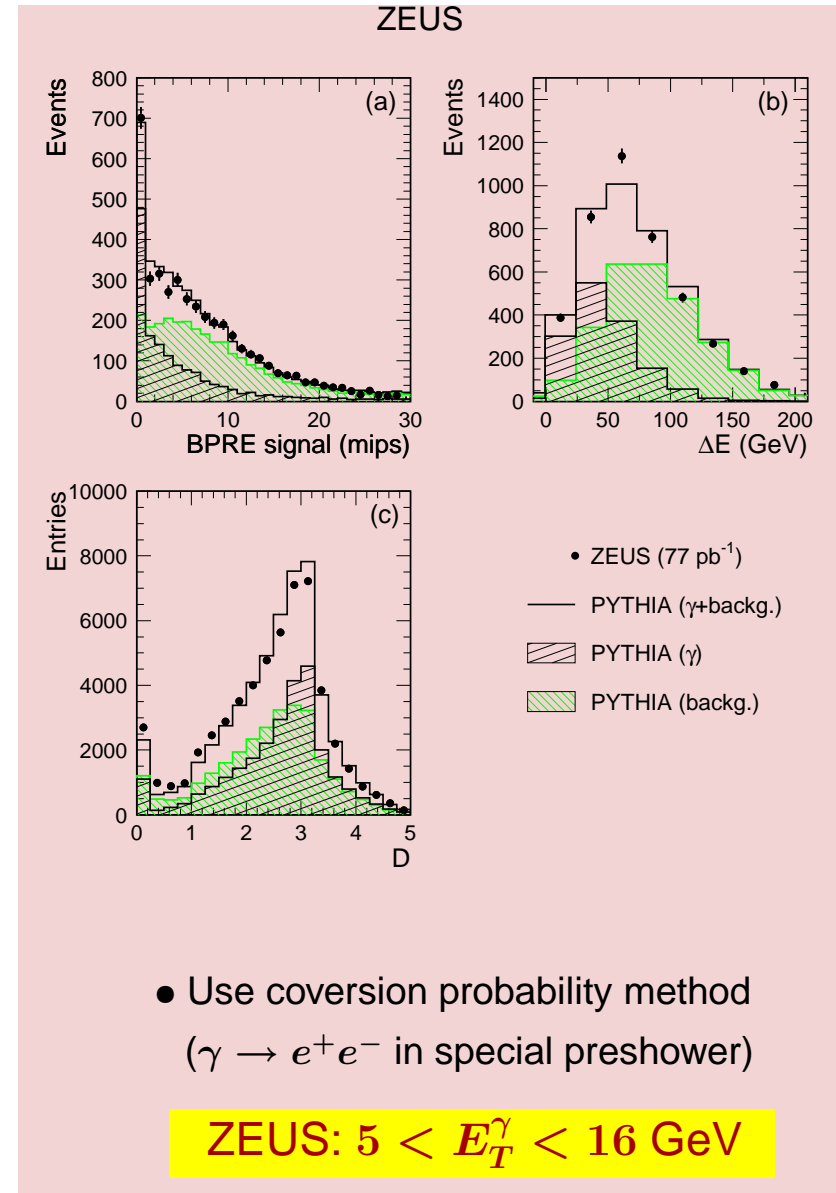 ZEUS
Events
800
700
600
500
400
300
200
100
0
(a)
0 10 20 30
BPRE signal (mips)
Events
1400
1200
1000
800
600
400
200
0
(b)
0 50 100 150 200
ΔE (GeV)
Entries
10000
8000
6000
4000
2000
0
(c)
0 1 2 3 4 5
D
• ZEUS (77 pb⁻¹)
PYTHIA (γ+backg.)
PYTHIA (γ)
PYTHIA (backg.)
• Use coversion probability method
(γ → e⁺e⁻ in special preshower)
ZEUS: 5 < E_T^γ < 16 GeV